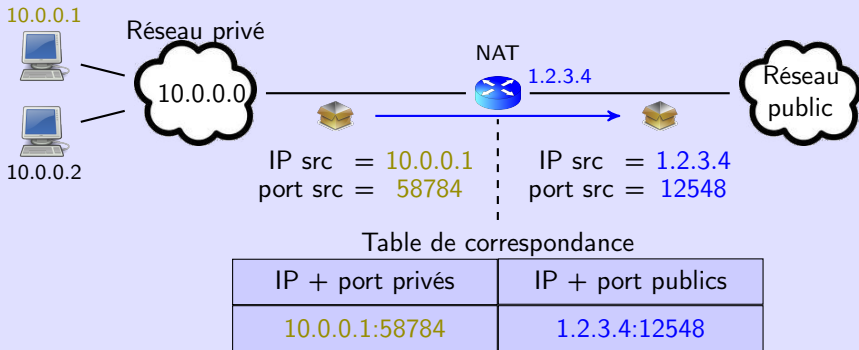 10.0.0.1
Réseau privé
10.0.0.0
10.0.0.2
NAT
1.2.3.4
Réseau
public
IP src = 10.0.0.1
port src = 58784
IP src = 1.2.3.4
port src = 12548
Table de correspondance
IP + port privés
IP + port publics
10.0.0.1:58784
1.2.3.4:12548